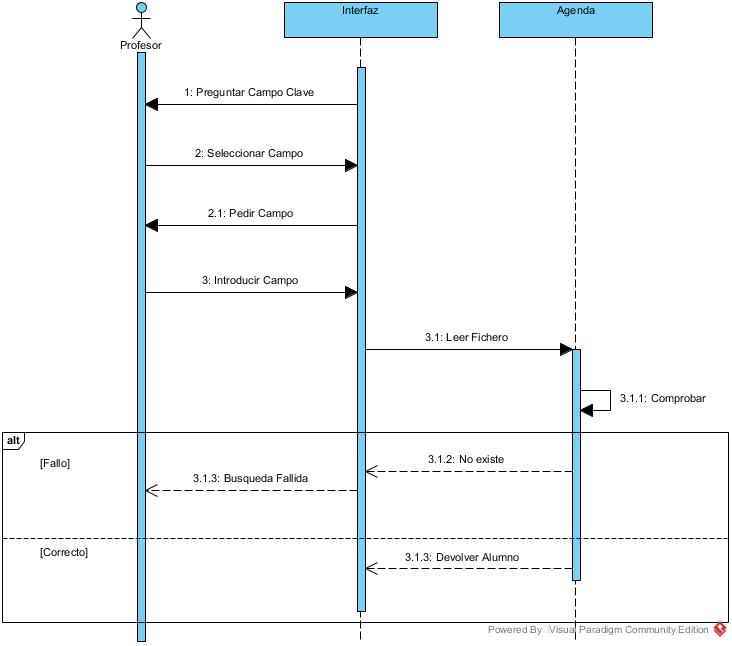 Interfaz
Agenda
Profesor
1: Preguntar Campo Clave
2: Seleccionar Campo
2.1: Pedir Campo
3: Introducir Campo
3.1: Leer Fichero
3.1.1: Comprobar
alt
[Fallo]
3.1.2: No existe
3.1.3: Busqueda Fallida
[Correcto]
3.1.3: Devolver Alumno
Powered By Visual Paradigm Community Edition